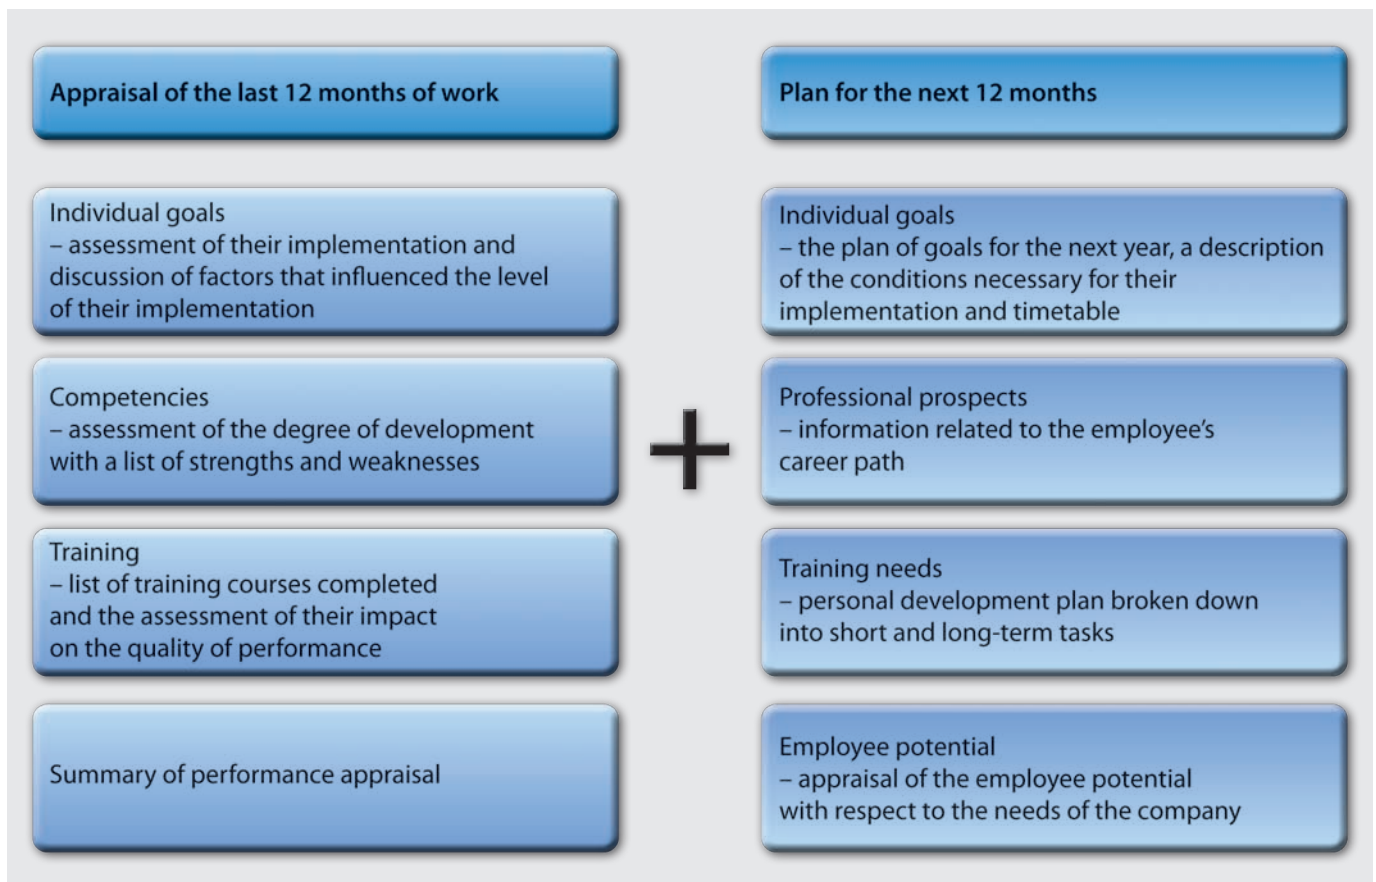 Appraisal of the last 12 months of work
Individual goals
– assessment of their implementation and
discussion of factors that influenced the level
of their implementation
Competencies
– assessment of the degree of development
with a list of strengths and weaknesses
Training
– list of training courses completed
and the assessment of their impact
on the quality of performance
Summary of performance appraisal
+
Plan for the next 12 months
Individual goals
– the plan of goals for the next year, a description
of the conditions necessary for their
implementation and timetable
Professional prospects
– information related to the employee’s
career path
Training needs
– personal development plan broken down
into short and long-term tasks
Employee potential
– appraisal of the employee potential
with respect to the needs of the company